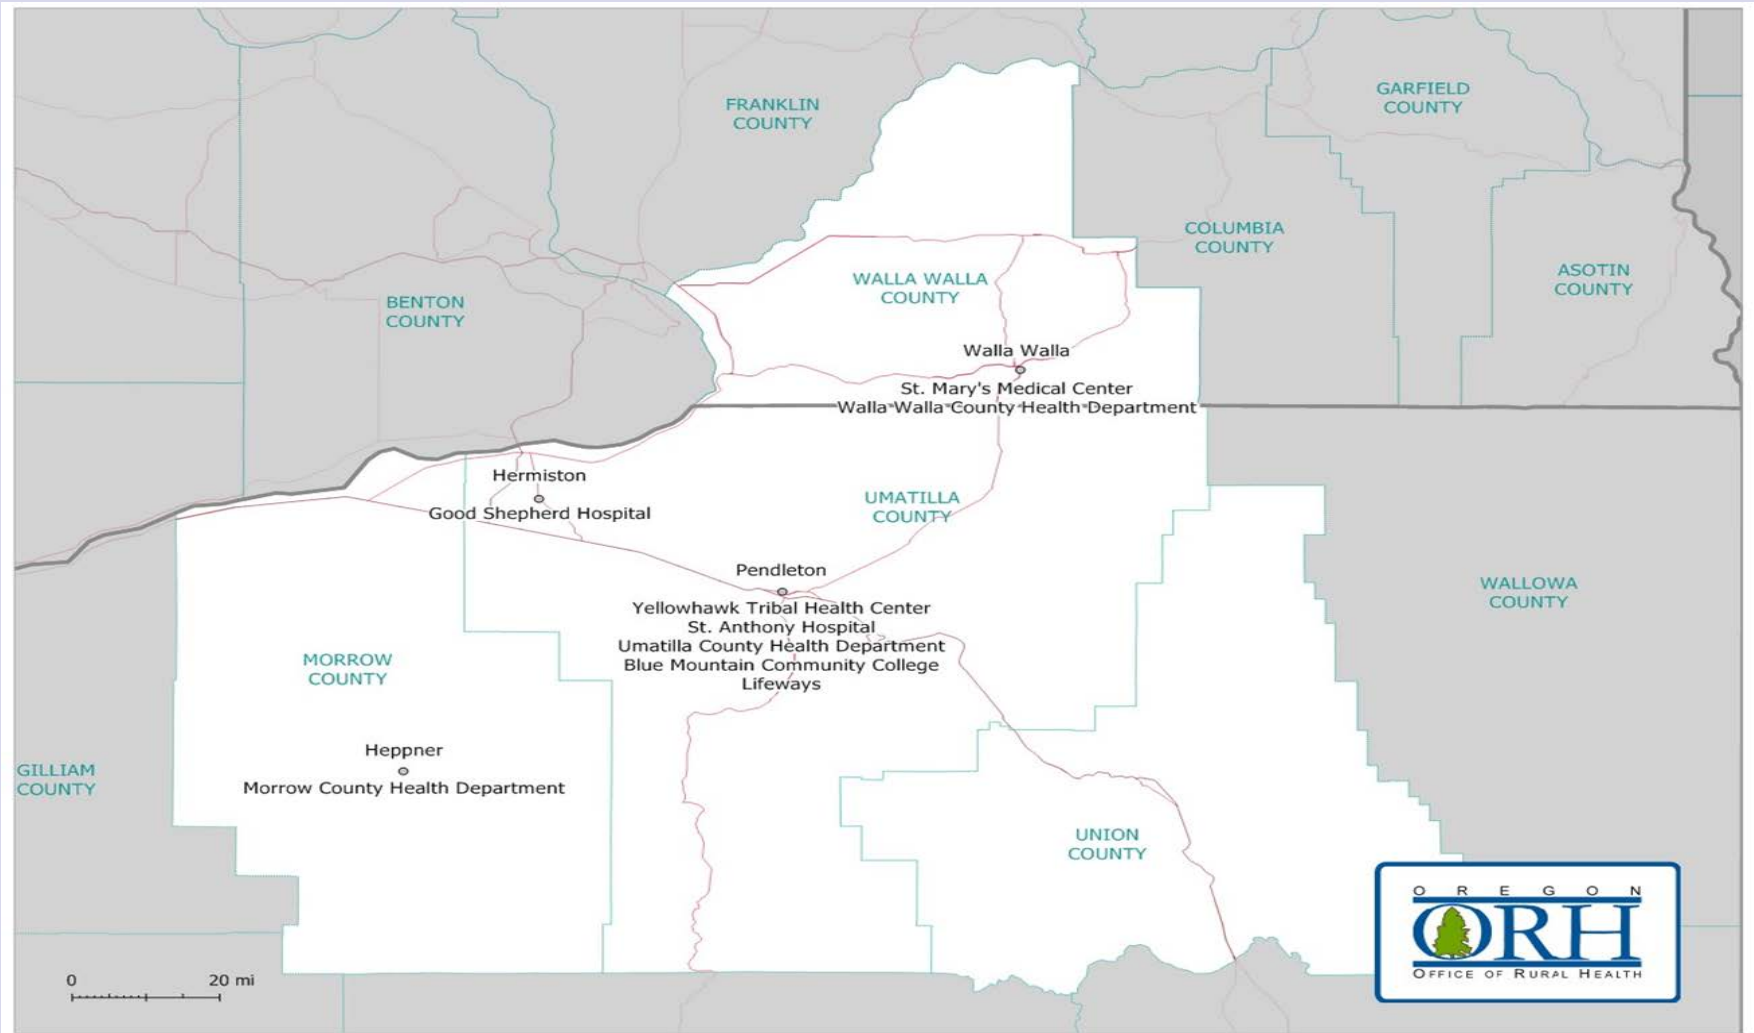 GARFIELD
COUNTY
FRANKLIN
COUNTY
COLUMBIA
COUNTY
ASOTIN
COUNTY
WALLA WALLA
COUNTY
BENTON
COUNTY
Walla Walla
St. Mary's Medical Center
Walla Walla County Health Department
Hermiston
Good Shepherd Hospital
UMATILLA
COUNTY
Pendleton
Yellowhawk Tribal Health Center
St. Anthony Hospital
Umatilla County Health Department
Blue Mountain Community College
Lifeways
WALLOWA
COUNTY
MORROW
COUNTY
Heppner
Morrow County Health Department
GILLIAM
COUNTY
UNION
COUNTY
0 20 mi
OREGON
ORH
OFFICE OF RURAL HEALTH